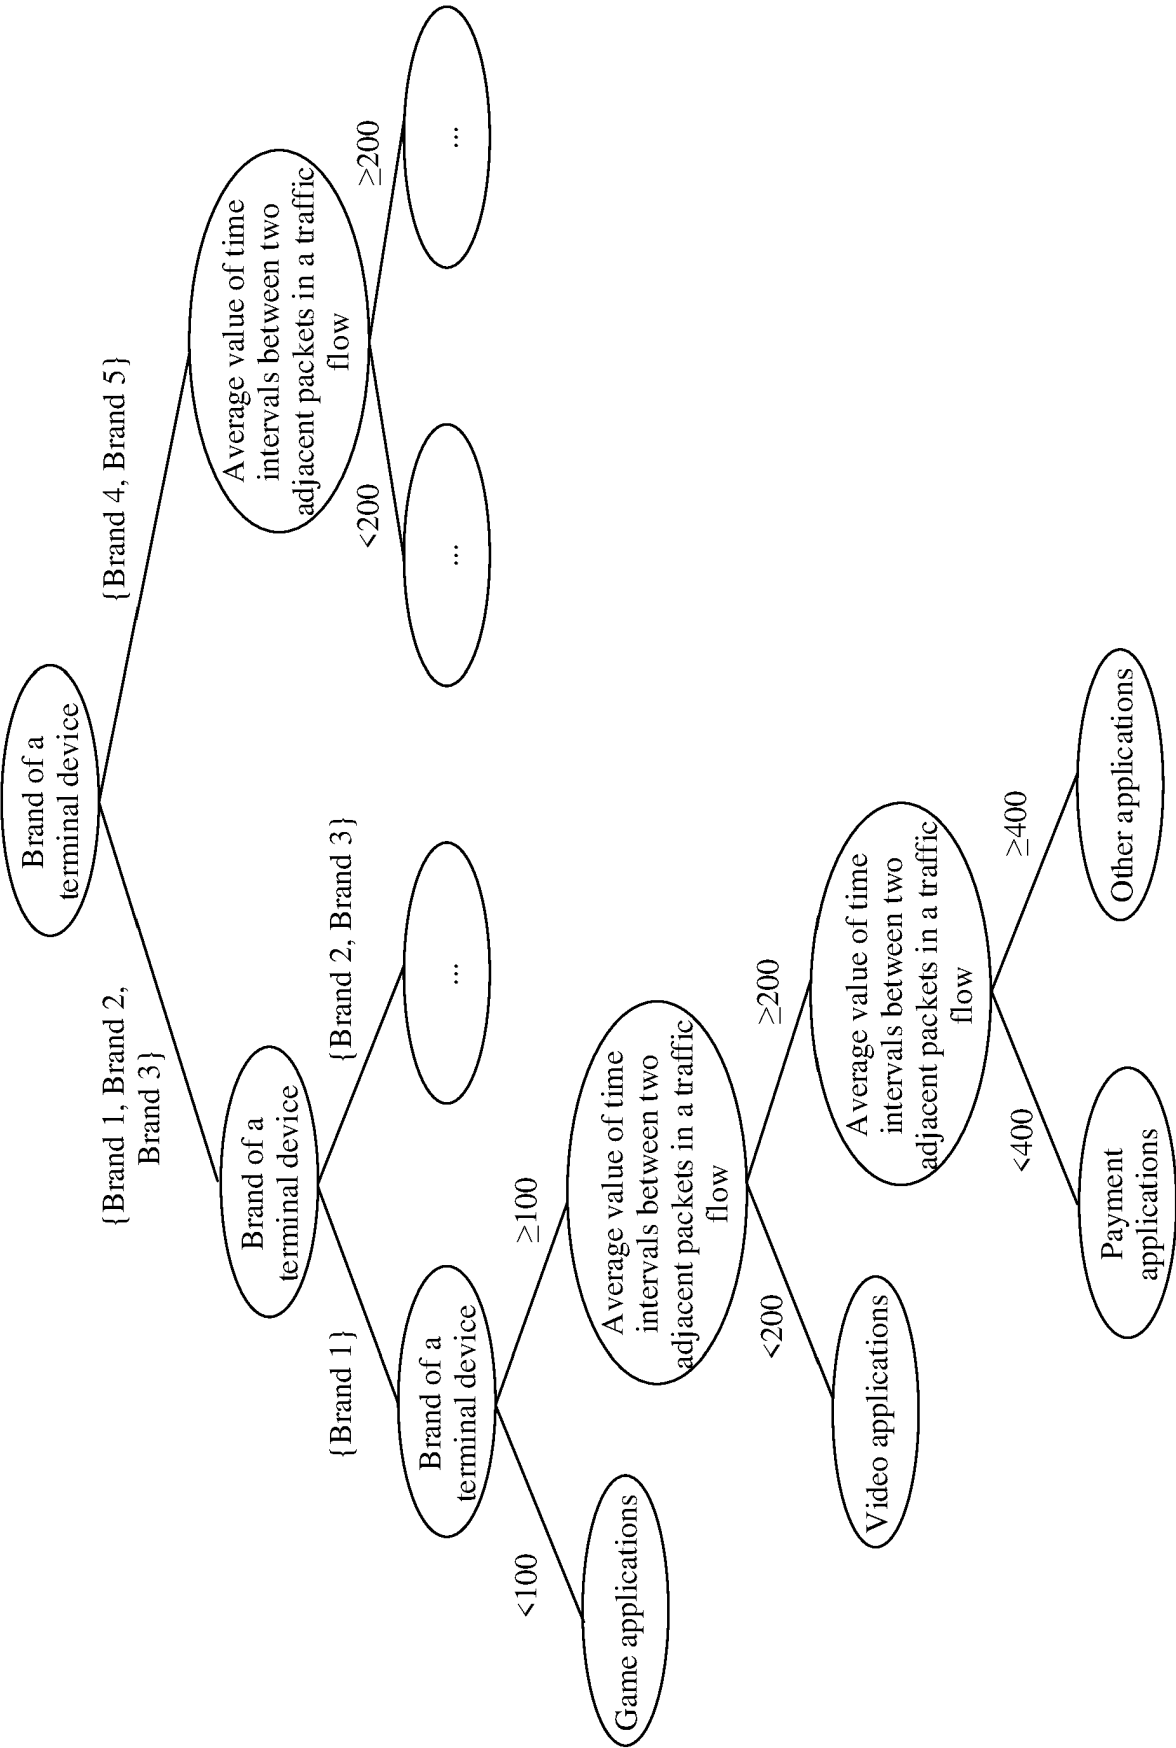 Brand of a
terminal device
{Brand 1, Brand 2,
Brand 3}
{Brand 4, Brand 5}
Brand of a
terminal device
Average value of time
intervals between two
adjacent packets in a traffic
flow
{Brand 1}
{Brand 2, Brand 3}
<200
≥200
Brand of a
terminal device
...
...
...
<100
≥100
Game applications
Average value of time
intervals between two
adjacent packets in a traffic
flow
<200
≥200
Video applications
Average value of time
intervals between two
adjacent packets in a traffic
flow
<400
≥400
Payment
applications
Other applications